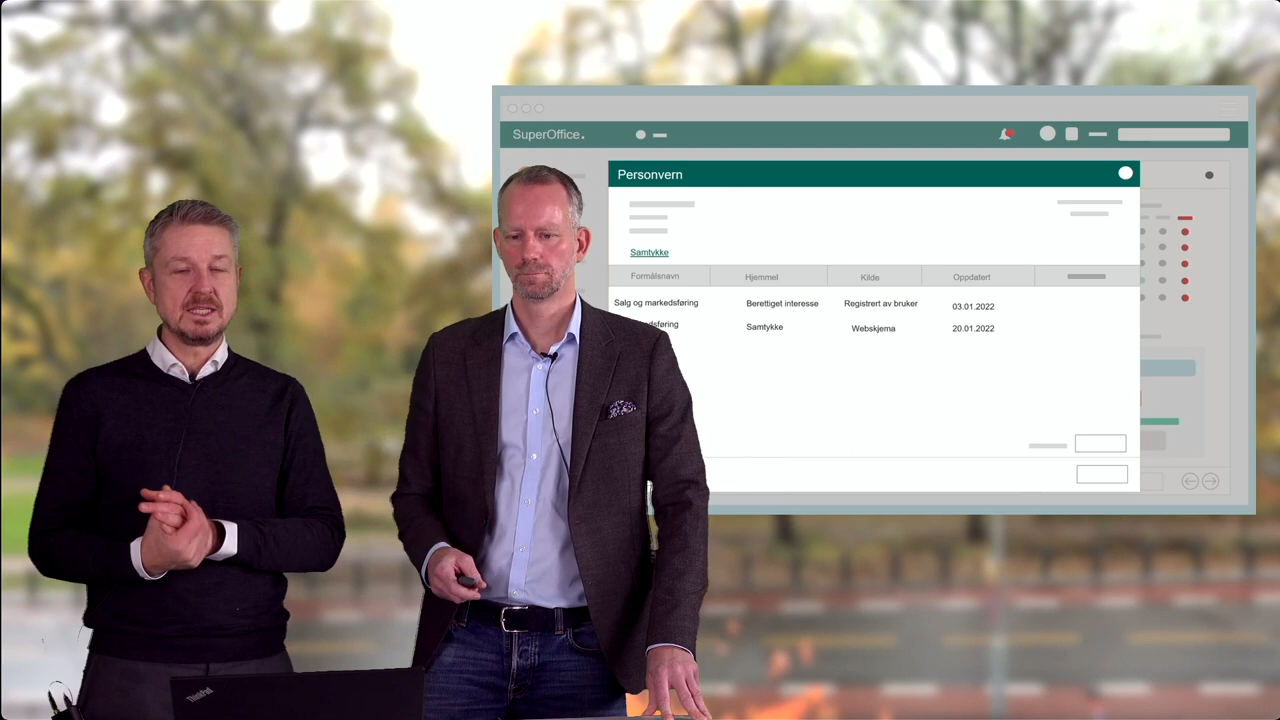 SuperOffice.
Personvern
Samtykke
Formålsnavn Hjemmel Kilde Oppdatert
Salg og markedsføring Berettiget interesse Registrert av bruker 03.01.2022
edsføring Samtykke Webskjema 20.01.2022
ThinkPad